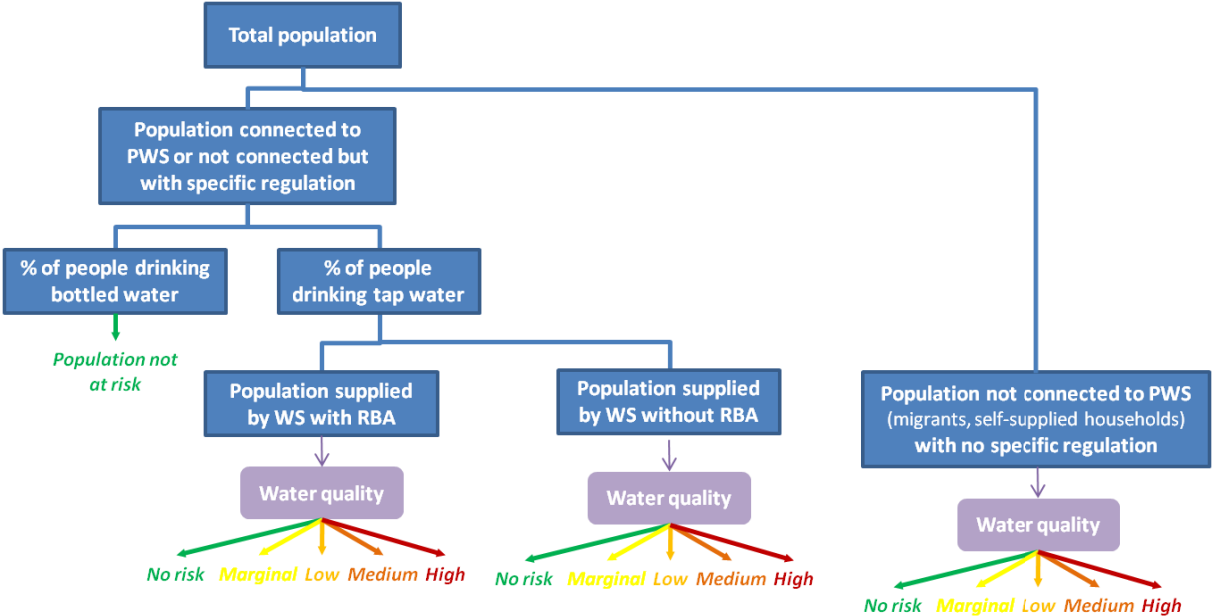 Total population
Population connected to
PWS or not connected but
with specific regulation
% of people drinking
bottled water
% of people
drinking tap water
Population not
at risk
Population supplied
by WS with RBA
Population supplied
by WS without RBA
Population not connected to PWS
(migrants, self-supplied households)
with no specific regulation
Water quality
Water quality
Water quality
No risk Marginal Low Medium High
No risk Marginal Low Medium High
No risk Marginal Low Medium High